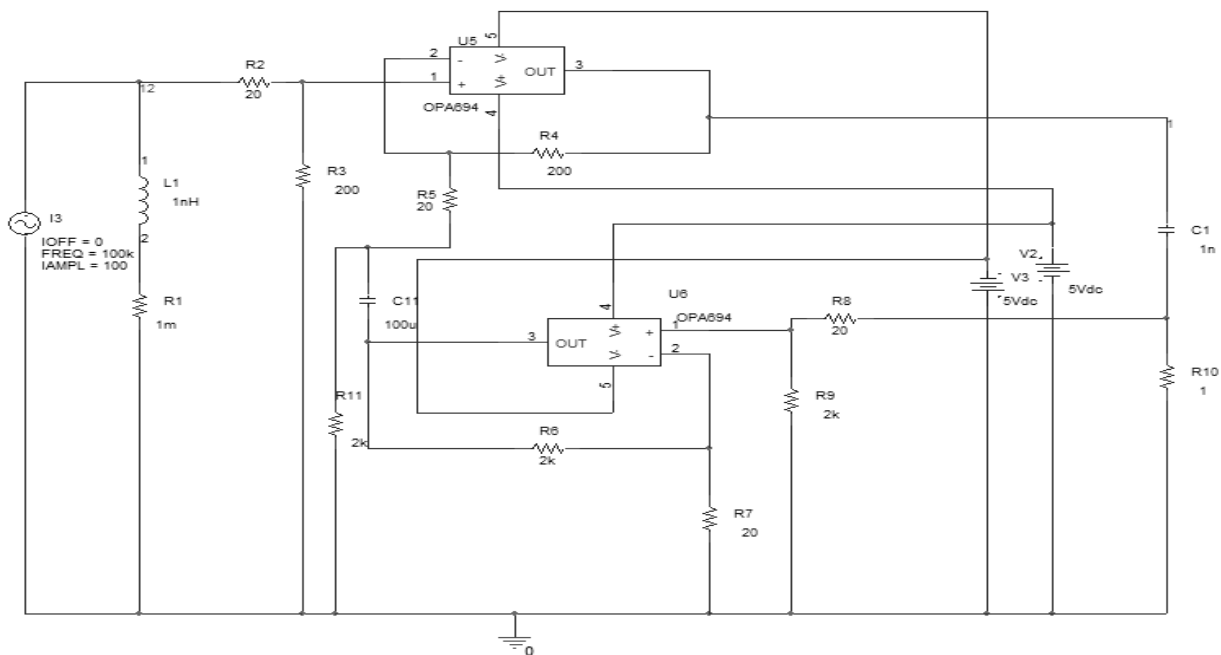 U5
5
2
-
V-
OUT
3
1
+
V+
OPA694
4
R2
20
12
R4
200
1
R3
200
R5
20
1
L1
1nH
2
I3
IOFF = 0
FREQ = 100k
IAMPL = 100
C1
1n
V2
5Vdc
V3
5Vdc
R1
1m
C11
100u
4
U6
OPA694
R8
20
3
OUT
V+
V-
+
-
1
2
5
R10
1
R11
2k
R9
2k
R6
2k
R7
20
0